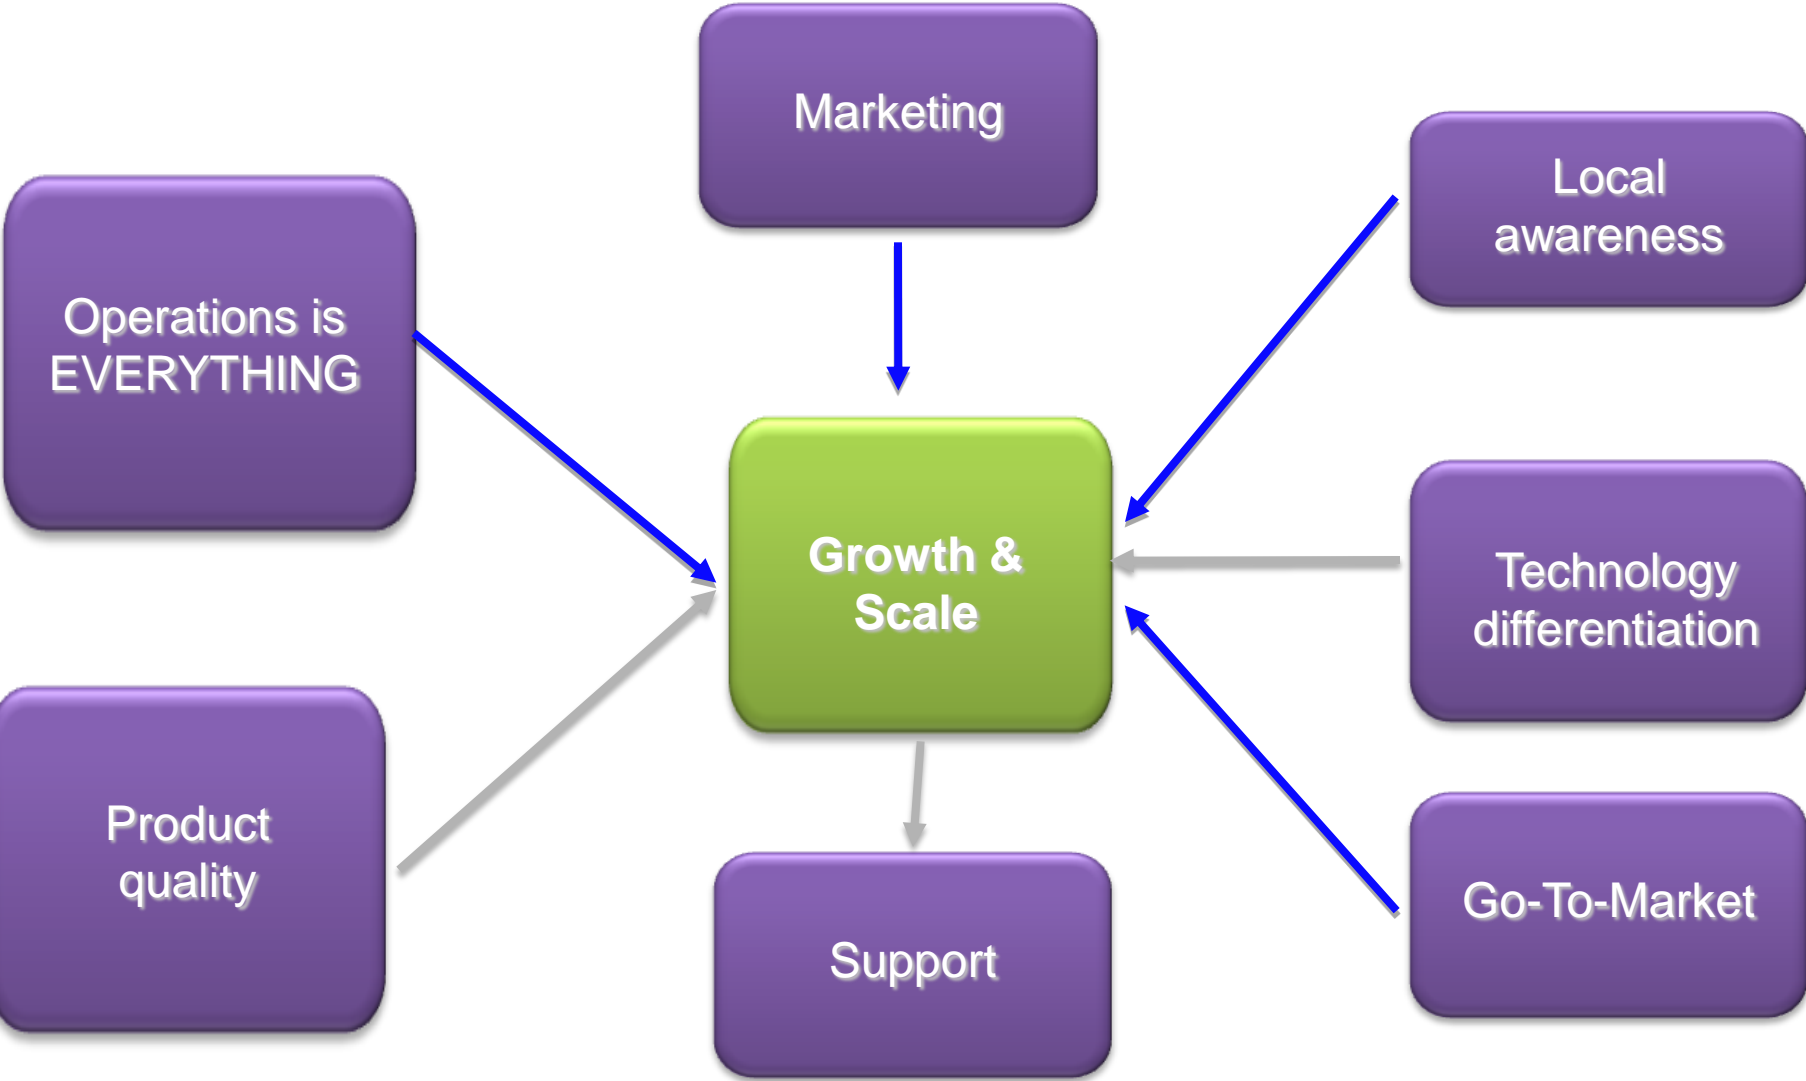 Marketing
Local
awareness
Operations is
EVERYTHING
Growth &
Scale
Technology
differentiation
Product
quality
Go-To-Market
Support